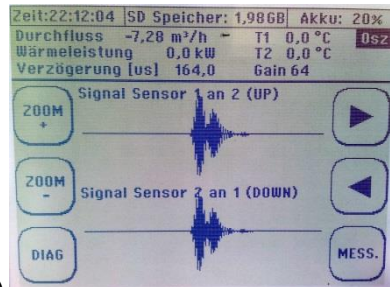 Zeit:22:12:04 SD Speicher: 1,98GB Akku: 20%
Durchfluss -7,28 m³/h - T1 0,0 °C Osz
Wärmeleistung 0,0 kW T2 0,0 °C
Verzögerung [us] 164,0 Gain 64
Signal Sensor 1 an 2 (UP)
ZOOM
+
ZOOM
-
Signal Sensor 2 an 1 (DOWN)
DIAG
MESS.